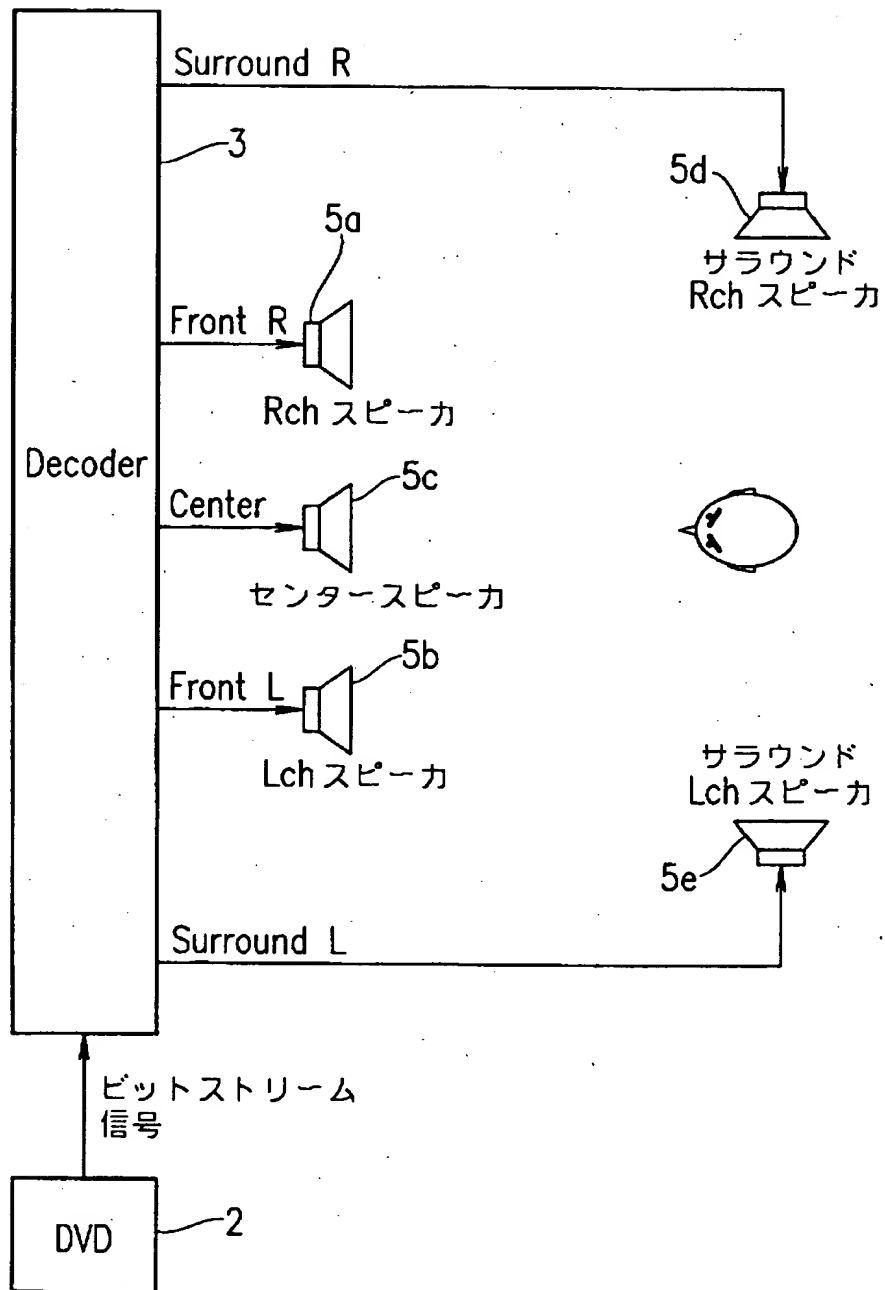 Surround R
3
5d
サラウンド
Rch スピーカ
5a
Front R
Rch スピーカ
Decoder
Center
5c
センタースピーカ
Front L
5b
Lch スピーカ
サラウンド
Lch スピーカ
5e
Surround L
ビットストリーム
信号
DVD
2